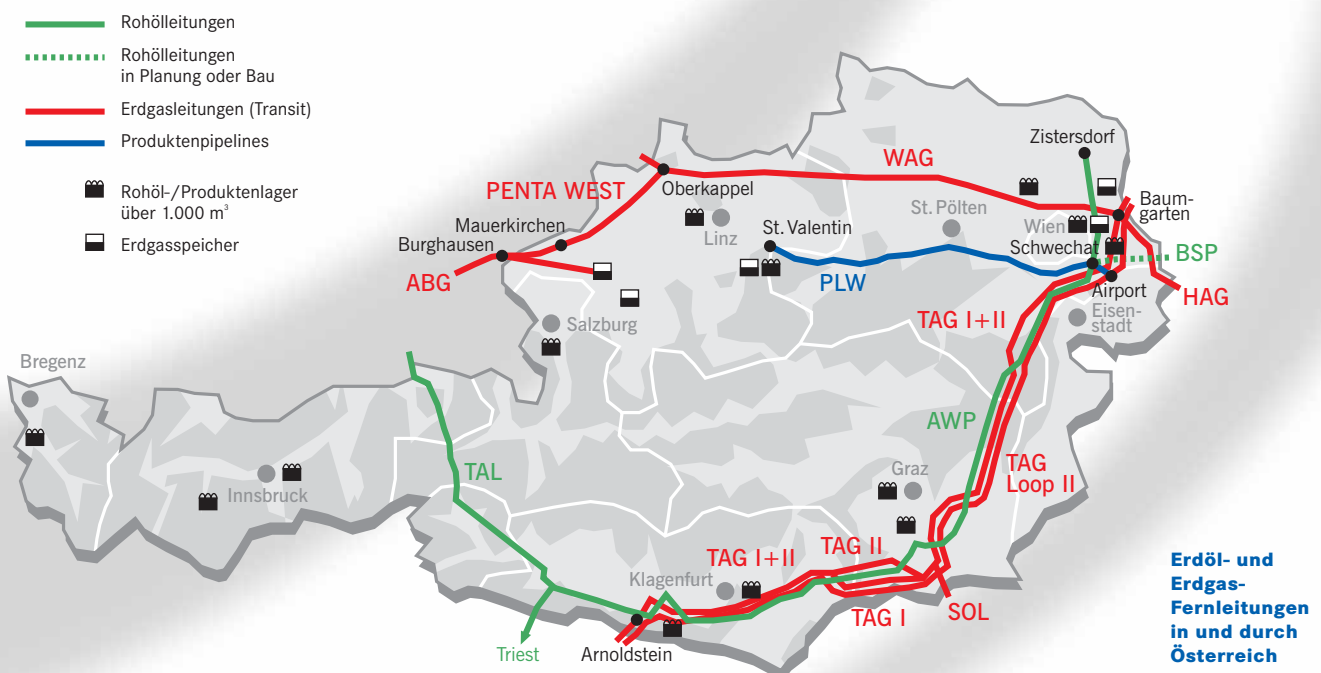 Rohölleitungen
Rohölleitungen
in Planung oder Bau
Erdgasleitungen (Transit)
Produktenpipelines
Rohöl-/Produktenlager
über 1.000 m³
Erdgasspeicher
Zistersdorf
WAG
PENTA WEST
Oberkappel
Baum-
garten
Mauerkirchen
Burghausen
Linz
St. Valentin
St. Pölten
Wien
Schwechat
BSP
ABG
PLW
Airport
HAG
Salzburg
TAG I+II
Eisen-
stadt
Bregenz
AWP
TAL
TAG
Loop II
Graz
Innsbruck
TAG I+II
TAG II
Klagenfurt
TAG I
SOL
Triest
Arnoldstein
Erdöl- und
Erdgas-
Fernleitungen
in und durch
Österreich